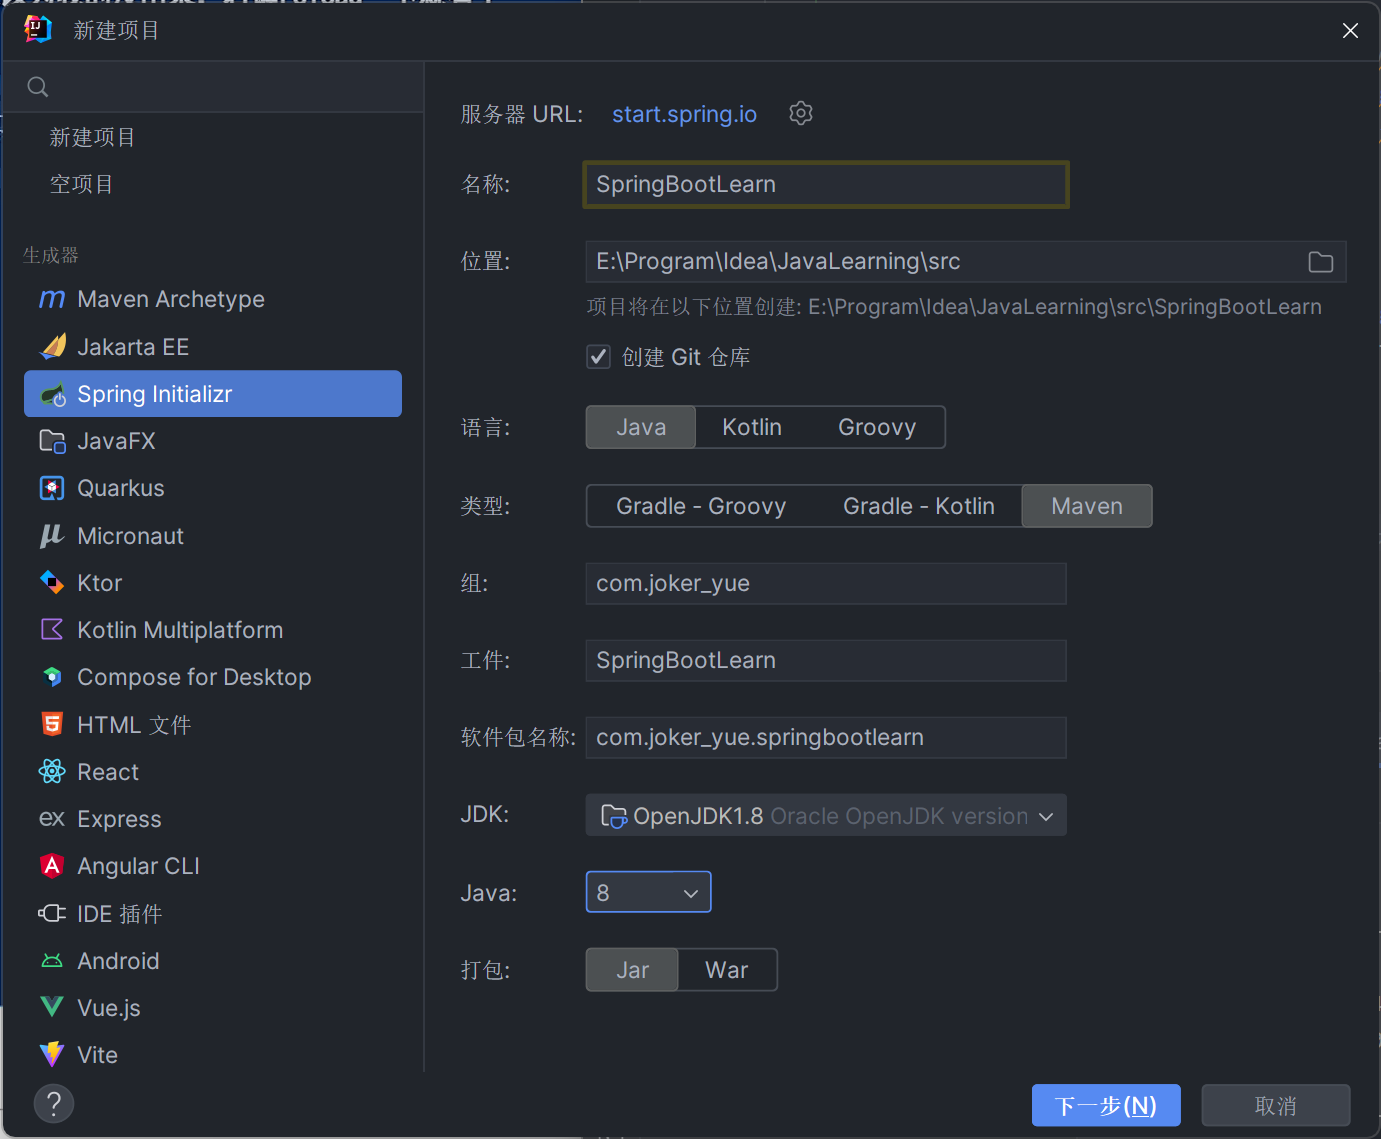 新建项目
新建项目
空项目
生成器
Maven Archetype
Jakarta EE
Spring Initializr
JavaFX
Quarkus
Micronaut
Ktor
Kotlin Multiplatform
Compose for Desktop
HTML 文件
React
ex Express
Angular CLI
IDE 插件
Android
Vue.js
Vite
?
服务器 URL: start.spring.io
名称: SpringBootLearn
位置: E:\Program\Idea\JavaLearning\src
项目将在以下位置创建: E:\Program\Idea\JavaLearning\src\SpringBootLearn
创建 Git 仓库
语言: Java Kotlin Groovy
类型: Gradle - Groovy Gradle - Kotlin Maven
组: com.joker_yue
工件: SpringBootLearn
软件包名称: com.joker_yue.springbootlearn
JDK: OpenJDK1.8 Oracle OpenJDK version
Java: 8
打包: Jar War
下一步(N) 取消